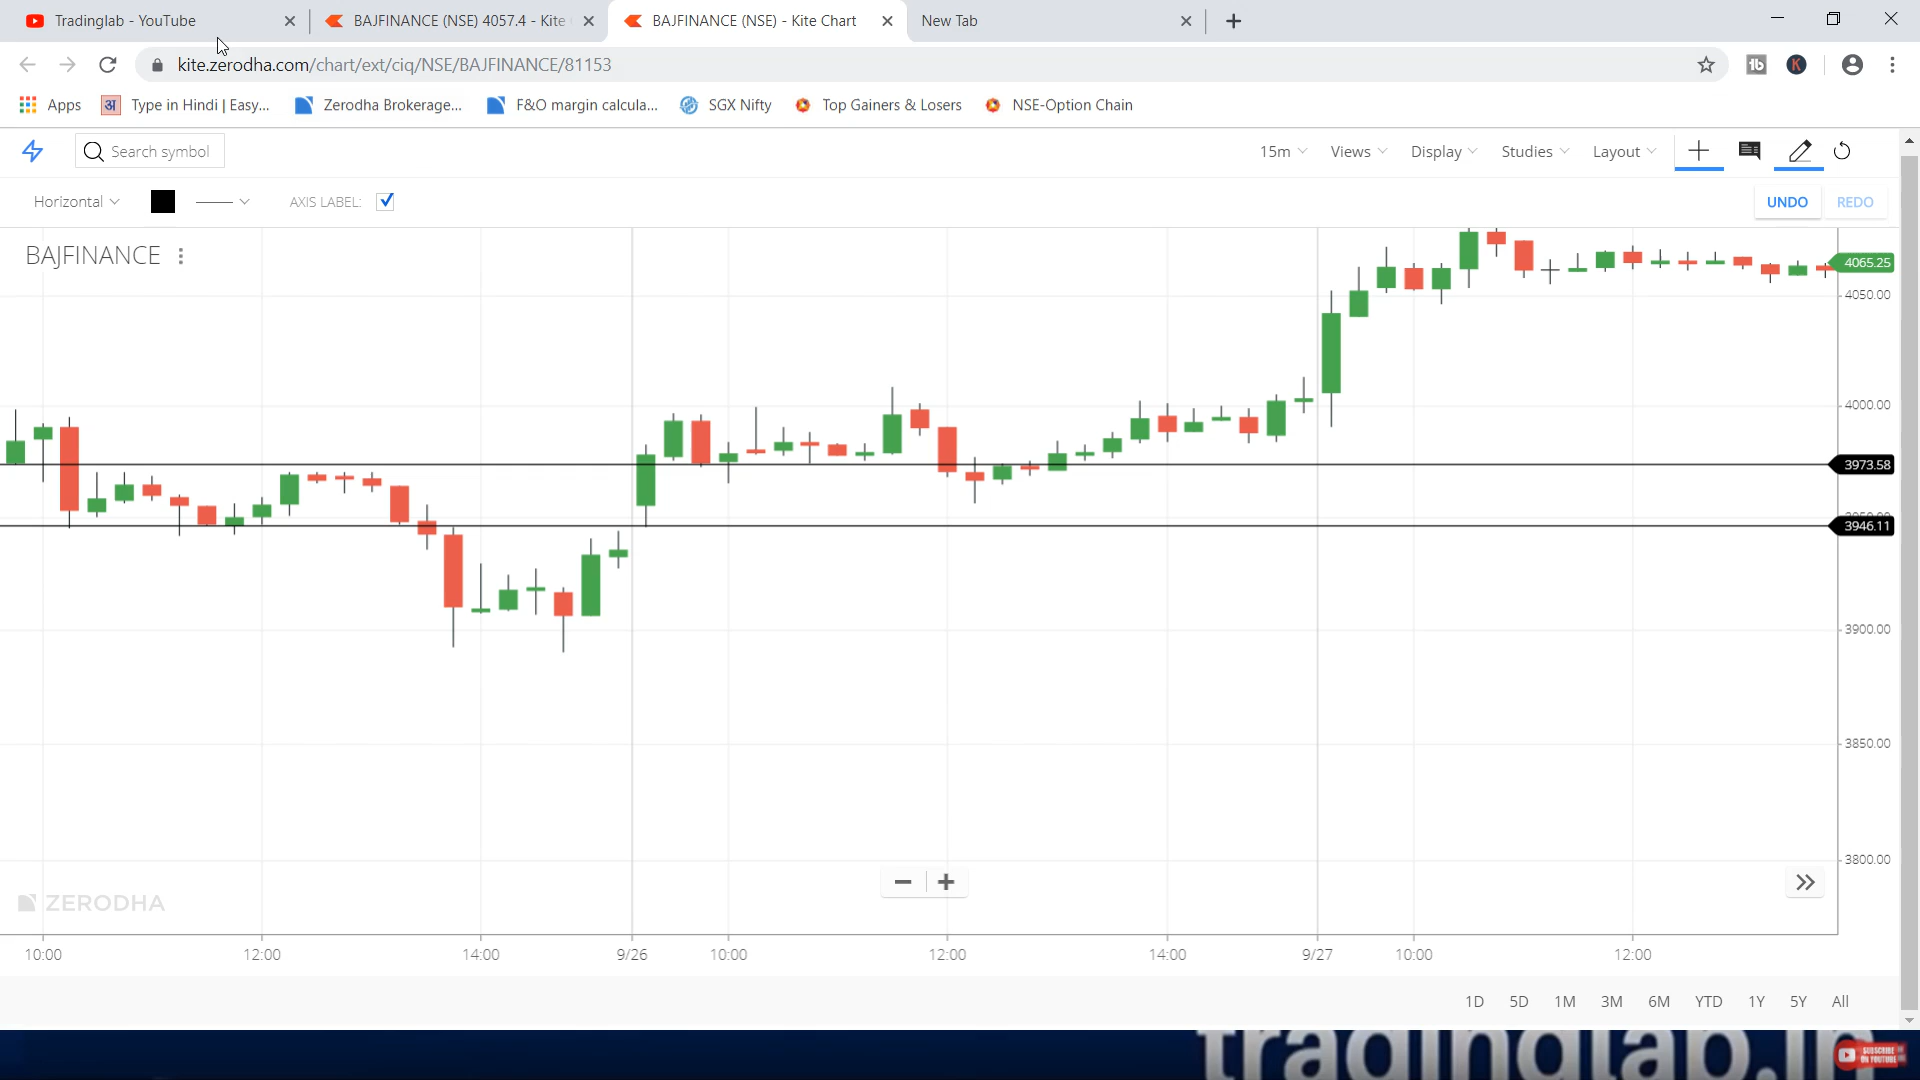 Tradinglab - YouTube
BAJFINANCE (NSE) 4057.4 - Kite
BAJFINANCE (NSE) - Kite Chart
New Tab
kite.zerodha.com/chart/ext/ciq/NSE/BAJFINANCE/81153
Apps
अ
Type in Hindi | Easy...
Zerodha Brokerage...
F&O margin calcula...
SGX Nifty
Top Gainers & Losers
NSE-Option Chain
Search symbol
15m
Views
Display
Studies
Layout
Horizontal
AXIS LABEL:
UNDO
REDO
BAJFINANCE
4065.25
4050.00
4000.00
3973.58
3946.11
3900.00
3850.00
3800.00
ZERODHA
10:00 12:00 14:00 9/26 10:00 12:00 14:00 9/27 10:00 12:00
1D 5D 1M 3M 6M YTD 1Y 5Y All
tradinglab.in
SUBSCRIBE
ON YOUTUBE